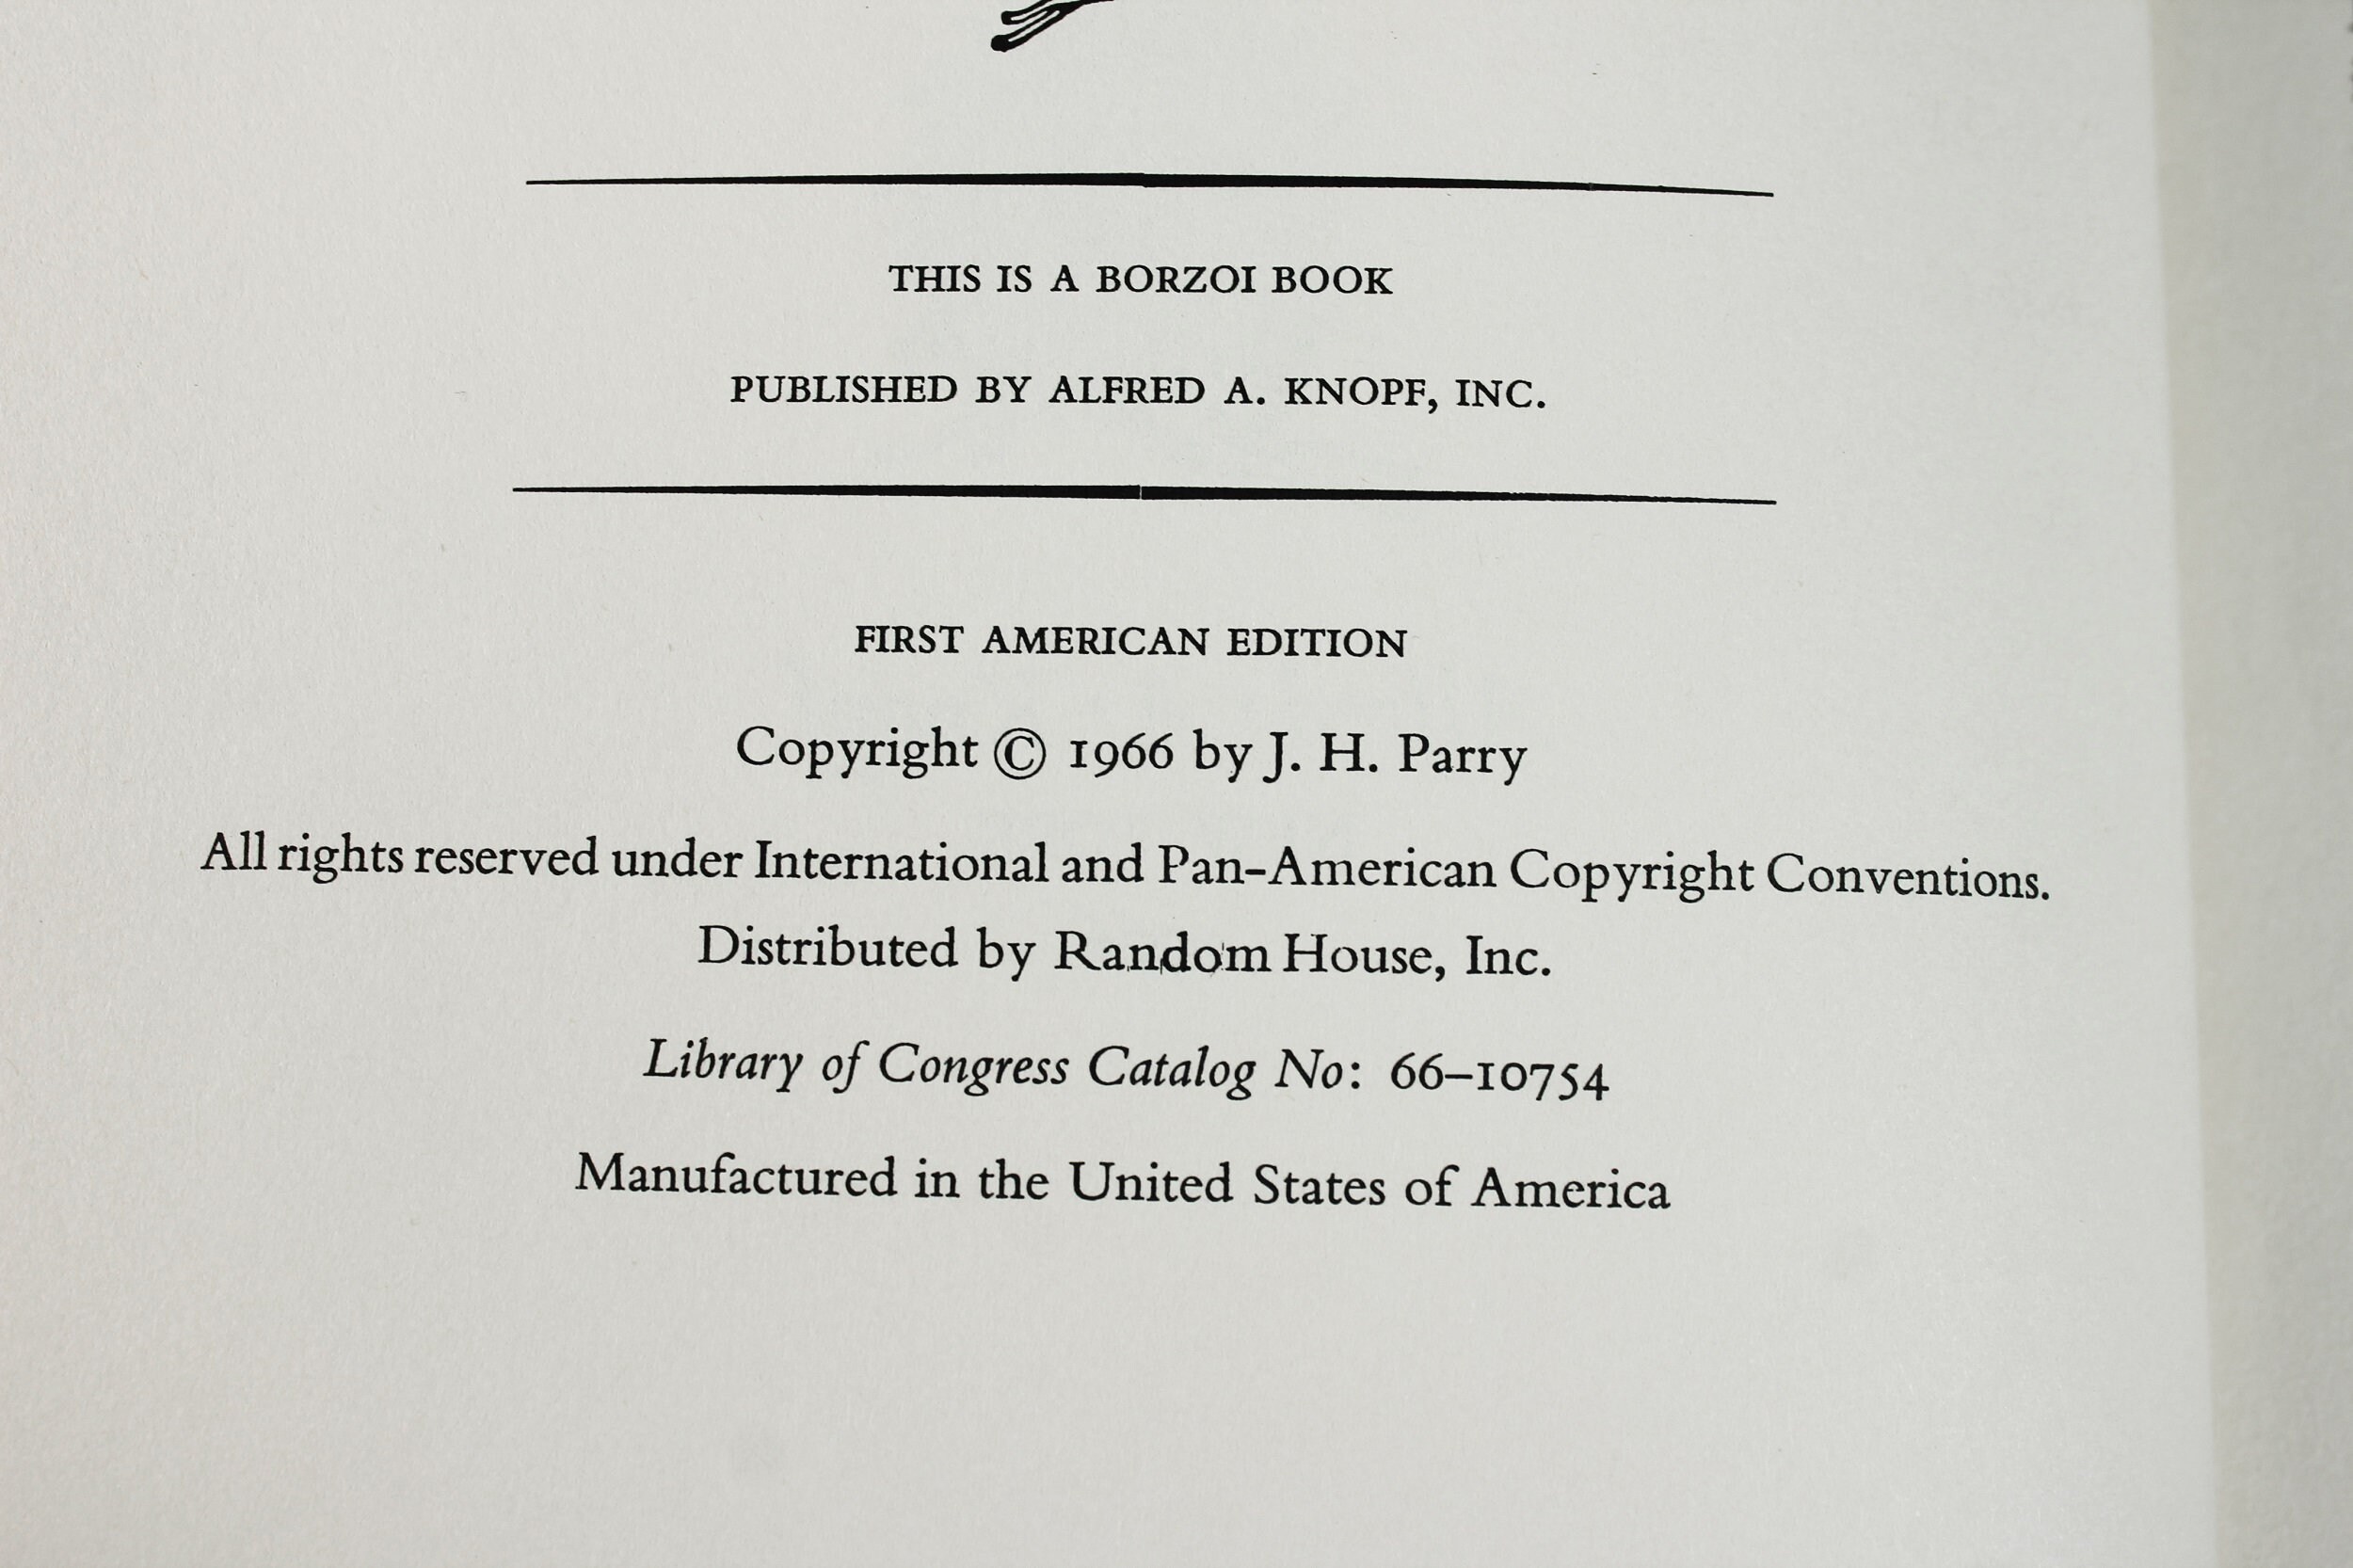 THIS IS A BORZOI BOOK
PUBLISHED BY ALFRED A. KNOPF, INC.
FIRST AMERICAN EDITION
Copyright © 1966 by J. H. Parry
All rights reserved under International and Pan-American Copyright Conventions.
Distributed by Random House, Inc.
Library of Congress Catalog No: 66–10754
Manufactured in the United States of America